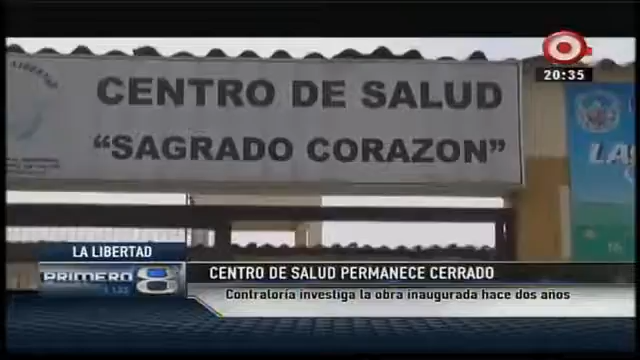 20:35
LIBERTAD
CENTRO DE SALUD
"SAGRADO CORAZON"
LA LIBERTAD
PRIMERO
CENTRO DE SALUD PERMANECE CERRADO
Contraloría investiga la obra inaugurada hace dos años